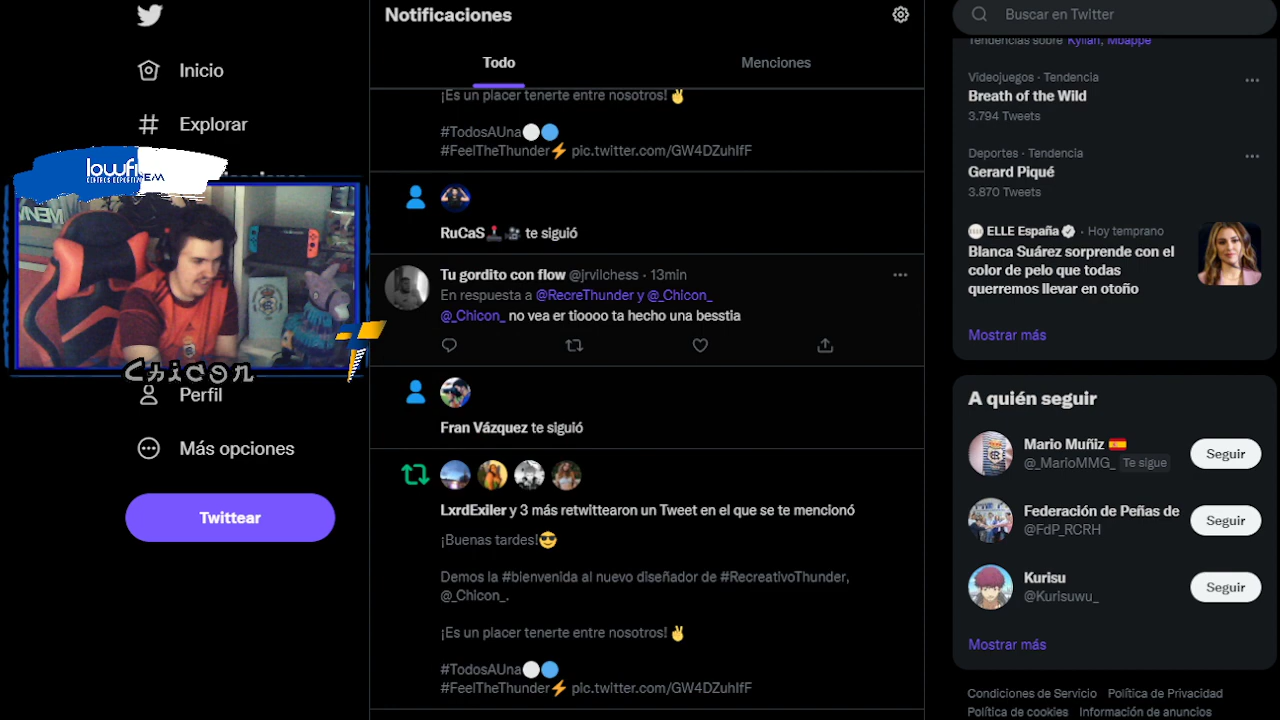 Inicio
Explorar
lowfit
CENTROS DEPORTIVOS
Chicon
Perfil
Más opciones
Twittear
Notificaciones
Todo
Menciones
¡Es un placer tenerte entre nosotros! ✌
#TodosAUna⚪🔵
#FeelTheThunder⚡ pic.twitter.com/GW4DZuhIfF
RuCaS🕹️🎥 te siguió
Tu gordito con flow @jrvilchess · 13min
En respuesta a @RecreThunder y @_Chicon_
@_Chicon_ no vea er tioooo ta hecho una besstia
Fran Vázquez te siguió
LxrdExiler y 3 más retwittearon un Tweet en el que se te mencionó
¡Buenas tardes!😎
Demos la #bienvenida al nuevo diseñador de #RecreativoThunder,
@_Chicon_.
¡Es un placer tenerte entre nosotros! ✌
#TodosAUna⚪🔵
#FeelTheThunder⚡ pic.twitter.com/GW4DZuhIfF
Buscar en Twitter
Tendencias sobre Kylian, Mbappe
Videojuegos · Tendencia
Breath of the Wild
3.794 Tweets
Deportes · Tendencia
Gerard Piqué
3.870 Tweets
ELLE España · Hoy temprano
Blanca Suárez sorprende con el
color de pelo que todas
querremos llevar en otoño
Mostrar más
A quién seguir
Mario Muñiz 🇪🇸
@_MarioMMG_ Te sigue
Seguir
Federación de Peñas de
@FdP_RCRH
Seguir
Kurisu
@Kurisuwu_
Seguir
Mostrar más
Condiciones de Servicio Política de Privacidad
Política de cookies Información de anuncios